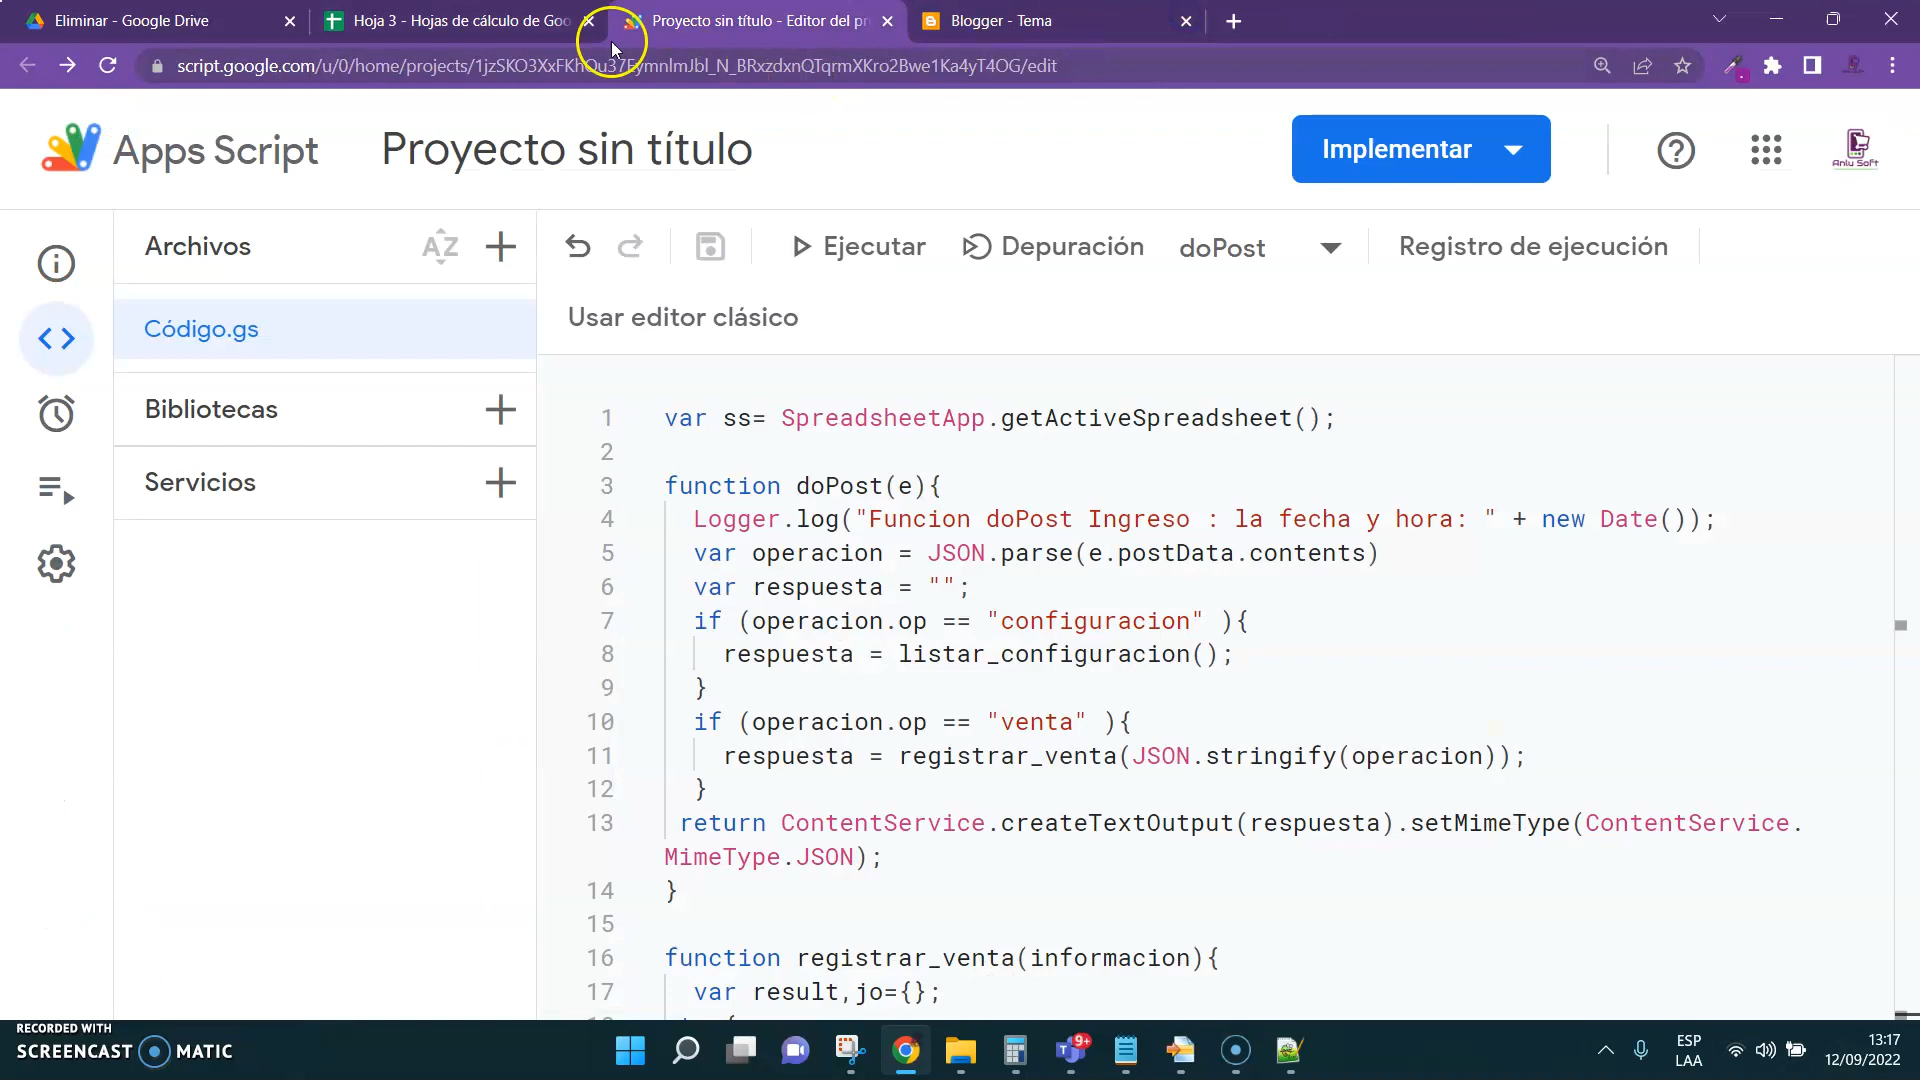 Eliminar - Google Drive
Hoja 3 - Hojas de cálculo de Goo
Proyecto sin título - Editor del pr
Blogger - Tema
script.google.com/u/0/home/projects/1jzSKO3XxFKhQu37EymnlmJbl_N_BRxzdxnQTqrmXKro2Bwe1Ka4yT4OG/edit
Apps Script
Proyecto sin título
Implementar
Anlu Soft
Archivos
AZ
Ejecutar
Depuración
doPost
Registro de ejecución
Usar editor clásico
Código.gs
Bibliotecas
Servicios
1 var ss= SpreadsheetApp.getActiveSpreadsheet();
2
3 function doPost(e){
4 Logger.log("Funcion doPost Ingreso : la fecha y hora: " + new Date());
5 var operacion = JSON.parse(e.postData.contents)
6 var respuesta = "";
7 if (operacion.op == "configuracion" ){
8 respuesta = listar_configuracion();
9 }
10 if (operacion.op == "venta" ){
11 respuesta = registrar_venta(JSON.stringify(operacion));
12 }
13 return ContentService.createTextOutput(respuesta).setMimeType(ContentService.
MimeType.JSON);
14 }
15
16 function registrar_venta(informacion){
17 var result,jo={};
RECORDED WITH
SCREENCAST MATIC
9+
ESP
LAA
13:17
12/09/2022